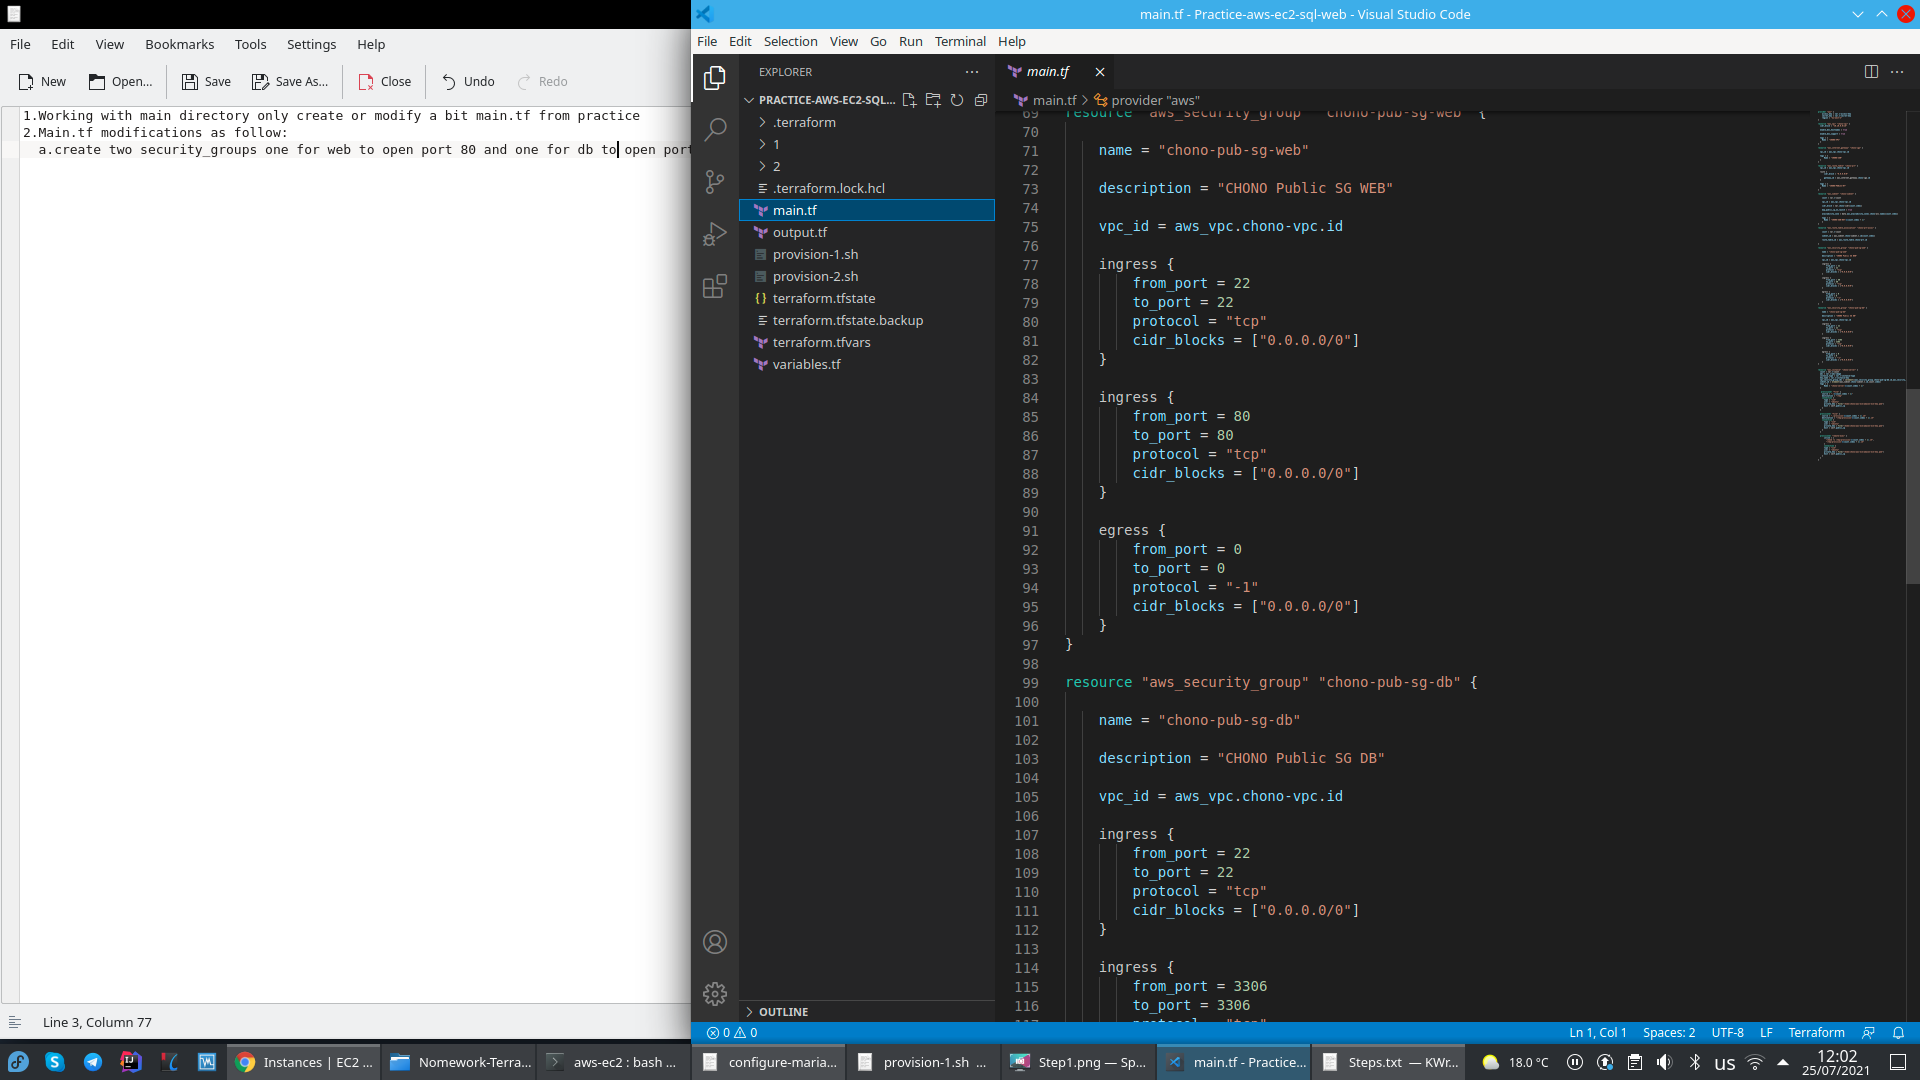 File Edit View Bookmarks Tools Settings Help
New Open... Save Save As... Close Undo Redo
1.Working with main directory only create or modify a bit main.tf from practice
2.Main.tf modifications as follow:
a.create two security_groups one for web to open port 80 and one for db to open port
Line 3, Column 77
main.tf - Practice-aws-ec2-sql-web - Visual Studio Code
File Edit Selection View Go Run Terminal Help
EXPLORER
PRACTICE-AWS-EC2-SQL...
.terraform
1
2
.terraform.lock.hcl
main.tf
output.tf
provision-1.sh
provision-2.sh
terraform.tfstate
terraform.tfstate.backup
terraform.tfvars
variables.tf
OUTLINE
main.tf
main.tf > provider "aws"
69 resource "aws_security_group" "chono-pub-sg-web" {
70
71 name = "chono-pub-sg-web"
72
73 description = "CHONO Public SG WEB"
74
75 vpc_id = aws_vpc.chono-vpc.id
76
77 ingress {
78 from_port = 22
79 to_port = 22
80 protocol = "tcp"
81 cidr_blocks = ["0.0.0.0/0"]
82 }
83
84 ingress {
85 from_port = 80
86 to_port = 80
87 protocol = "tcp"
88 cidr_blocks = ["0.0.0.0/0"]
89 }
90
91 egress {
92 from_port = 0
93 to_port = 0
94 protocol = "-1"
95 cidr_blocks = ["0.0.0.0/0"]
96 }
97 }
98
99 resource "aws_security_group" "chono-pub-sg-db" {
100
101 name = "chono-pub-sg-db"
102
103 description = "CHONO Public SG DB"
104
105 vpc_id = aws_vpc.chono-vpc.id
106
107 ingress {
108 from_port = 22
109 to_port = 22
110 protocol = "tcp"
111 cidr_blocks = ["0.0.0.0/0"]
112 }
113
114 ingress {
115 from_port = 3306
116 to_port = 3306
117 protocol = "tcp"
0 0
Ln 1, Col 1 Spaces: 2 UTF-8 LF Terraform
Instances | EC2 ... Nomework-Terra... aws-ec2 : bash ... configure-maria... provision-1.sh ... Step1.png — Sp... main.tf - Practice... Steps.txt — KWr... 18.0 °C us 12:02
25/07/2021